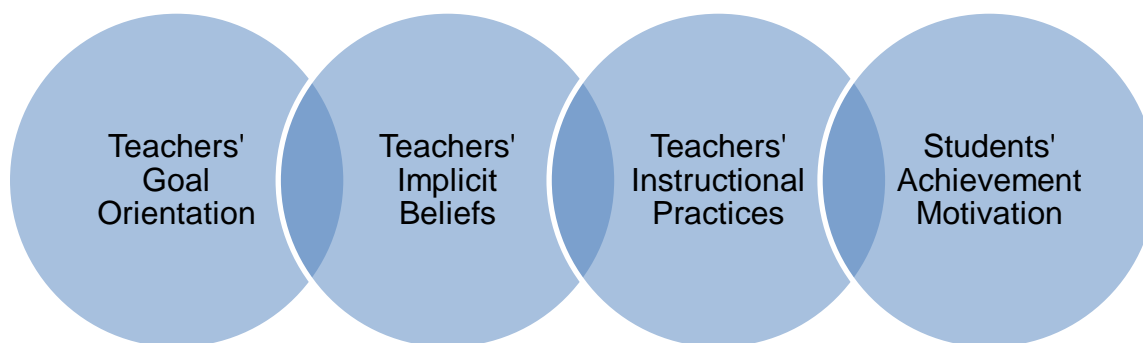 Teachers'
Goal
Orientation
Teachers'
Implicit
Beliefs
Teachers'
Instructional
Practices
Students'
Achievement
Motivation